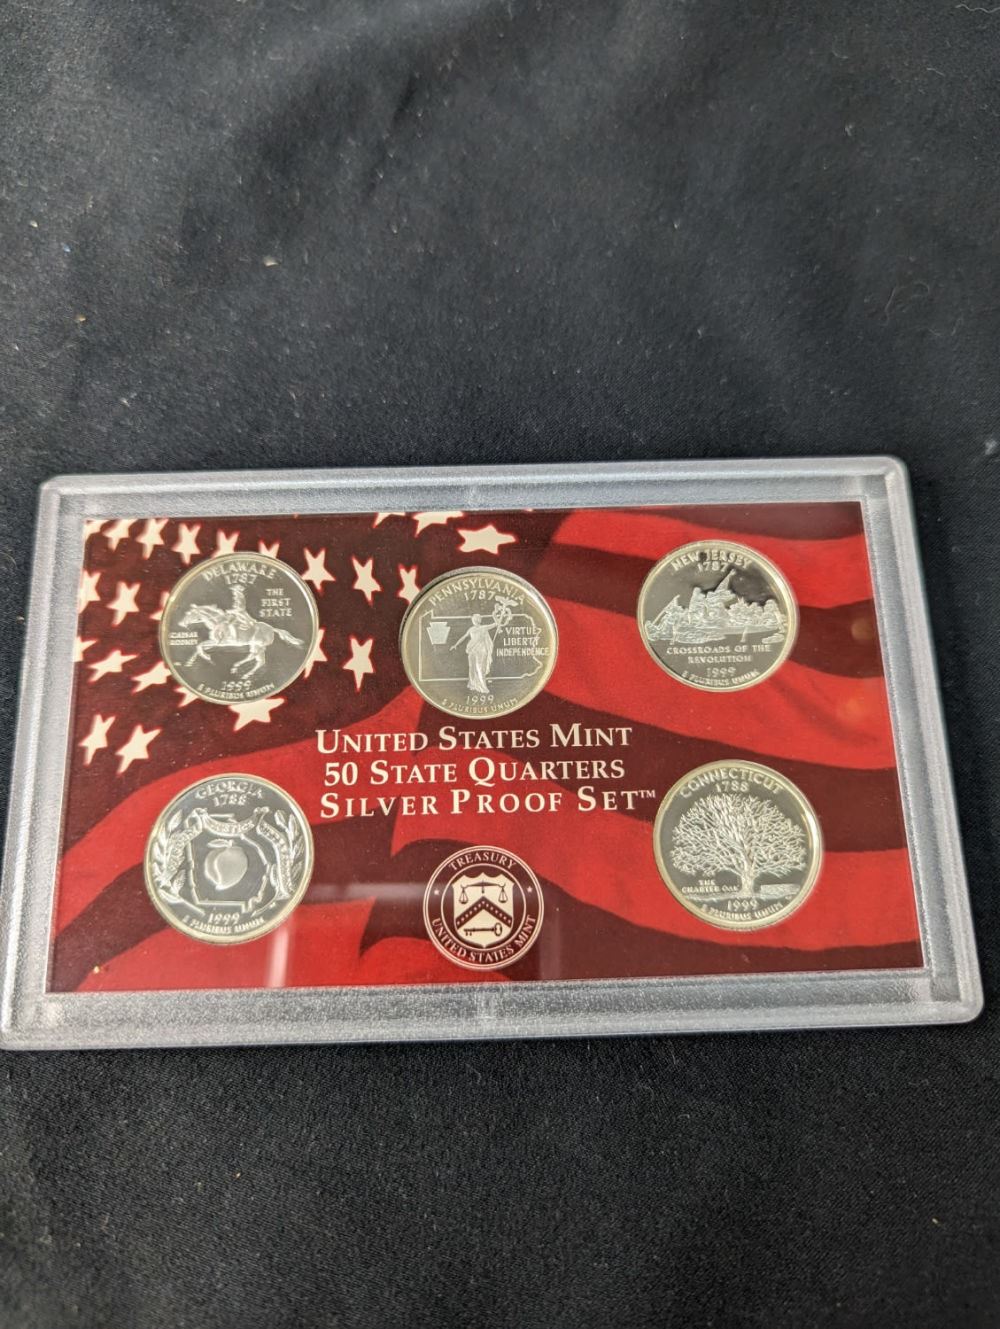 DELAWARE
1787
THE
FIRST
STATE
CAESAR
RODNEY
1999
E PLURIBUS UNUM
PENNSYLVANIA
1787
VIRTUE
LIBERTY
INDEPENDENCE
1999
E PLURIBUS UNUM
NEW JERSEY
1787
CROSSROADS OF THE
REVOLUTION
1999
E PLURIBUS UNUM
UNITED STATES MINT
50 STATE QUARTERS
SILVER PROOF SET™
GEORGIA
1788
JUSTICE
1999
E PLURIBUS UNUM
TREASURY
UNITED STATES MINT
CONNECTICUT
1788
THE
CHARTER OAK
1999
E PLURIBUS UNUM